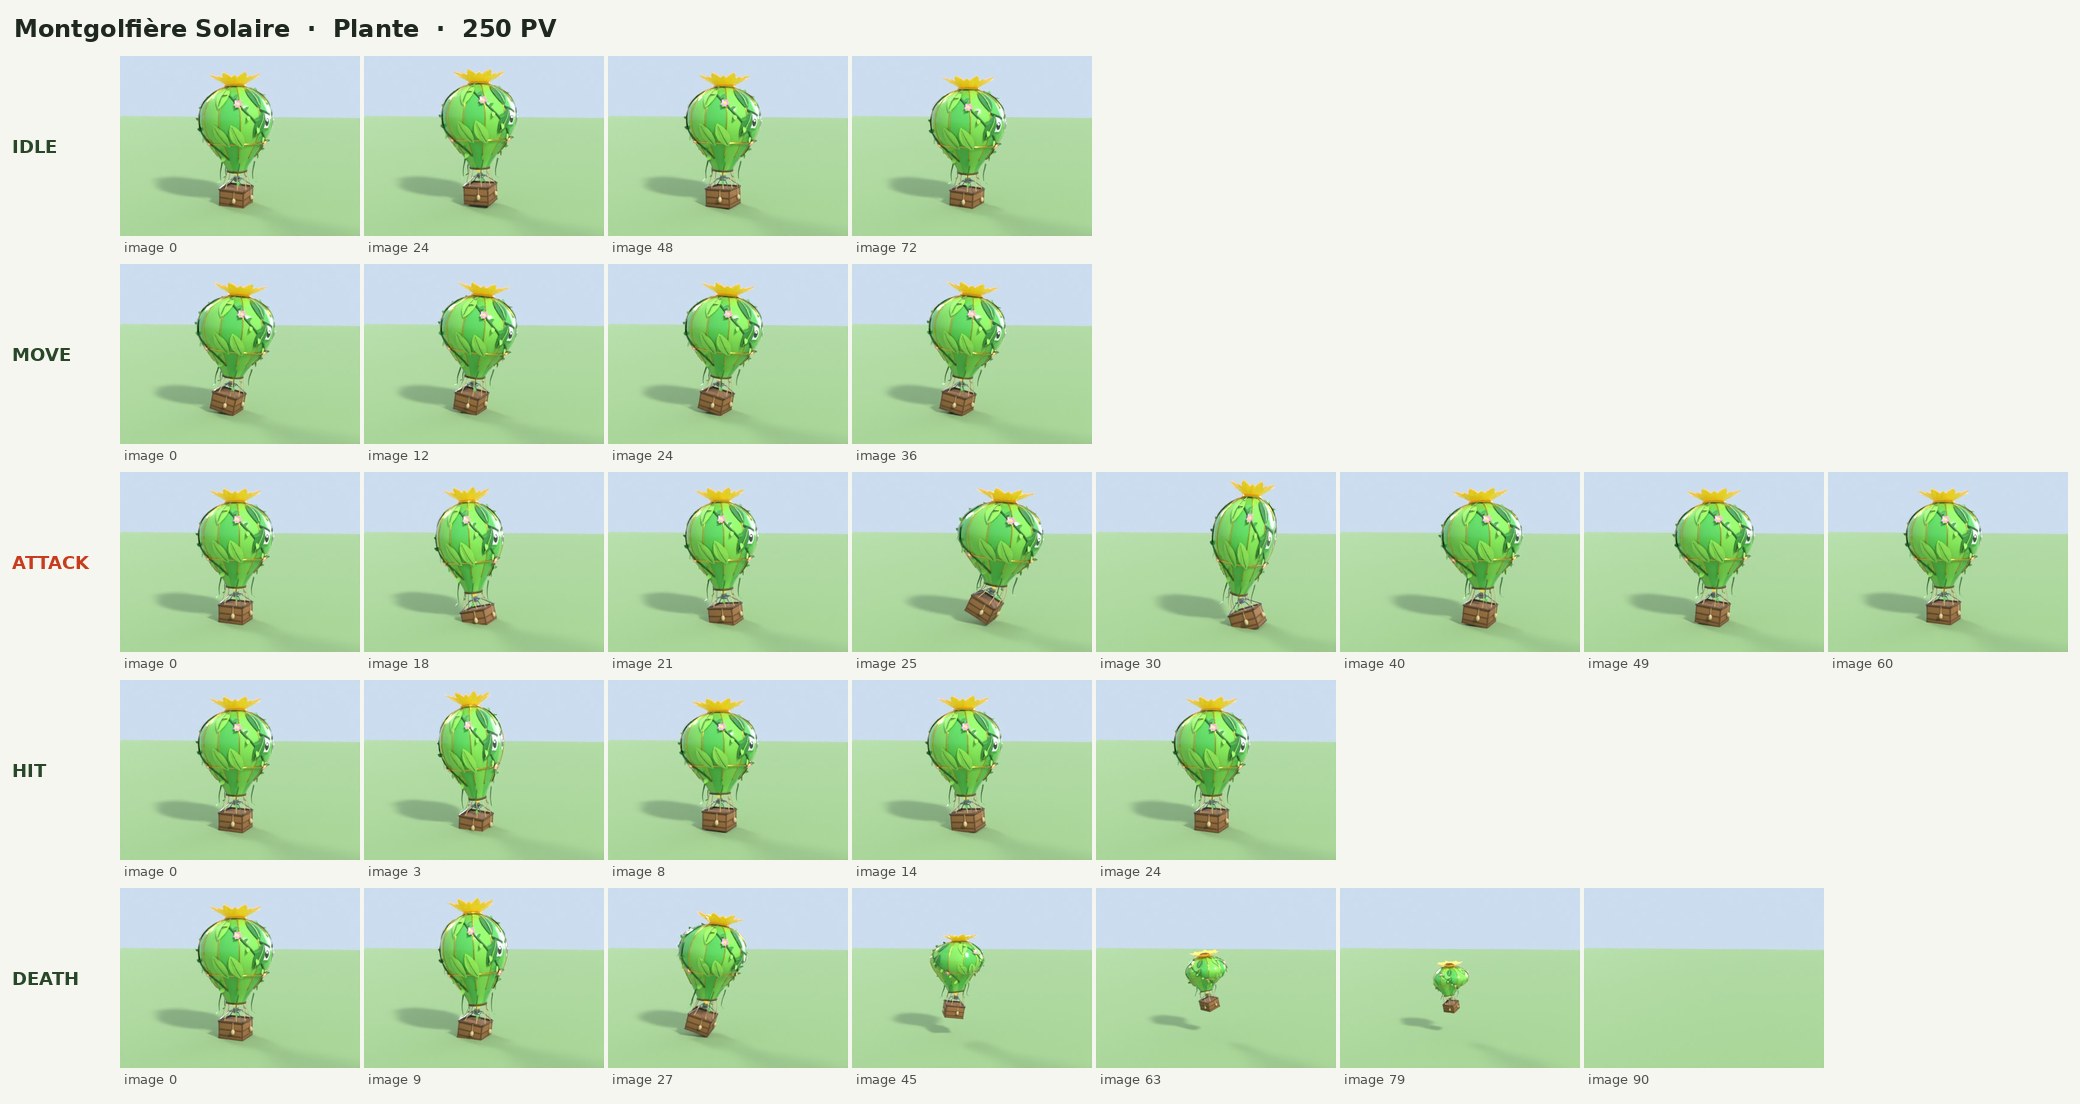 Montgolfière Solaire · Plante · 250 PV
IDLE
image 0 image 24 image 48 image 72
MOVE
image 0 image 12 image 24 image 36
ATTACK
image 0 image 18 image 21 image 25 image 30 image 40 image 49 image 60
HIT
image 0 image 3 image 8 image 14 image 24
DEATH
image 0 image 9 image 27 image 45 image 63 image 79 image 90